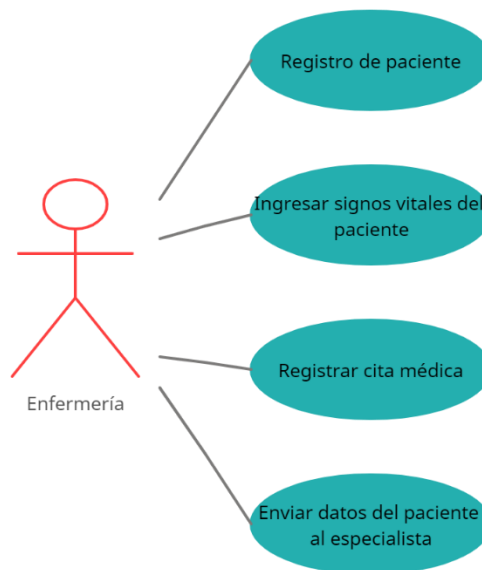 Registro de paciente
Ingresar signos vitales del
paciente
Enfermería
Registrar cita médica
Enviar datos del paciente
al especialista